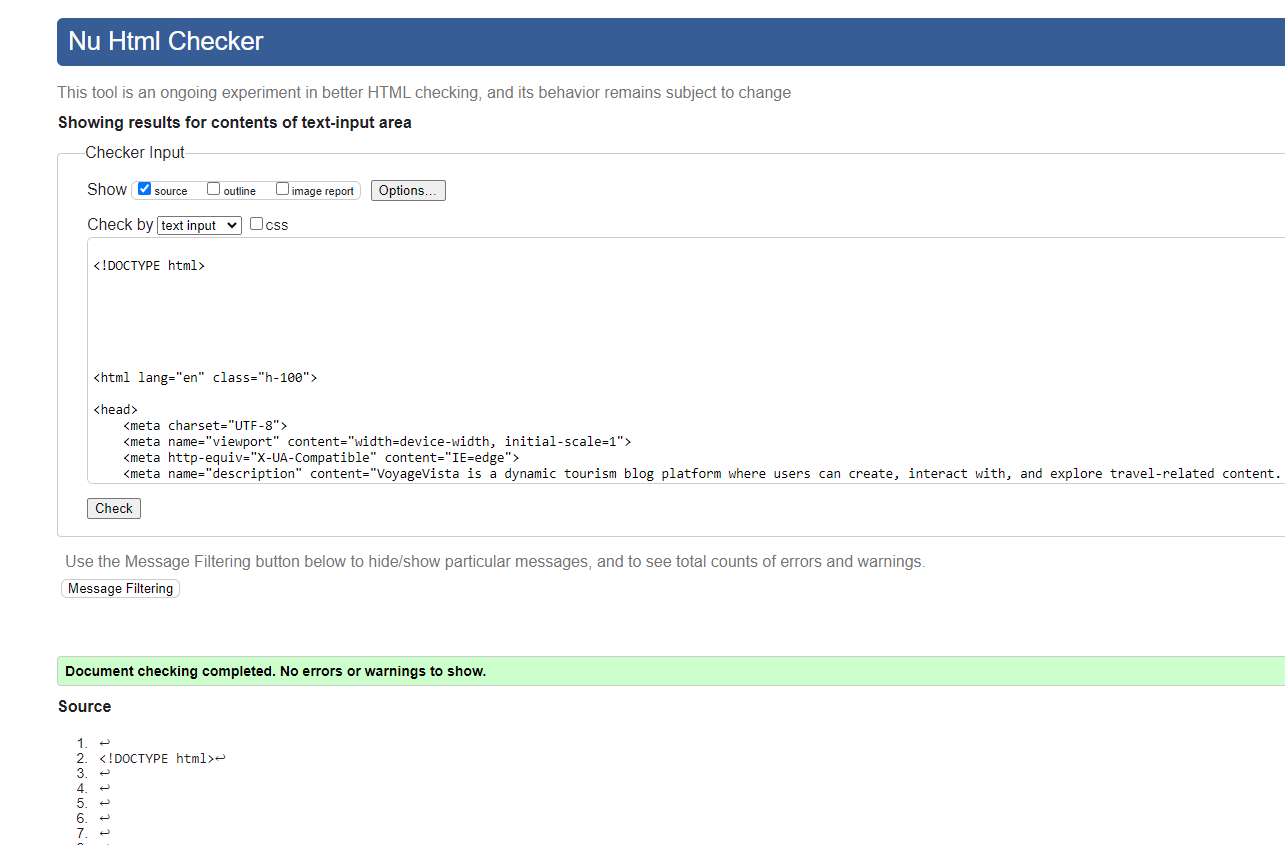 Nu Html Checker
This tool is an ongoing experiment in better HTML checking, and its behavior remains subject to change
Showing results for contents of text-input area
Checker Input
Show source outline image report Options...
Check by text input css
<!DOCTYPE html>
<html lang="en" class="h-100">
<head>
<meta charset="UTF-8">
<meta name="viewport" content="width=device-width, initial-scale=1">
<meta http-equiv="X-UA-Compatible" content="IE=edge">
<meta name="description" content="VoyageVista is a dynamic tourism blog platform where users can create, interact with, and explore travel-related content.
Check
Use the Message Filtering button below to hide/show particular messages, and to see total counts of errors and warnings.
Message Filtering
Document checking completed. No errors or warnings to show.
Source
1. ↩
2. <!DOCTYPE html>↩
3. ↩
4. ↩
5. ↩
6. ↩
7. ↩